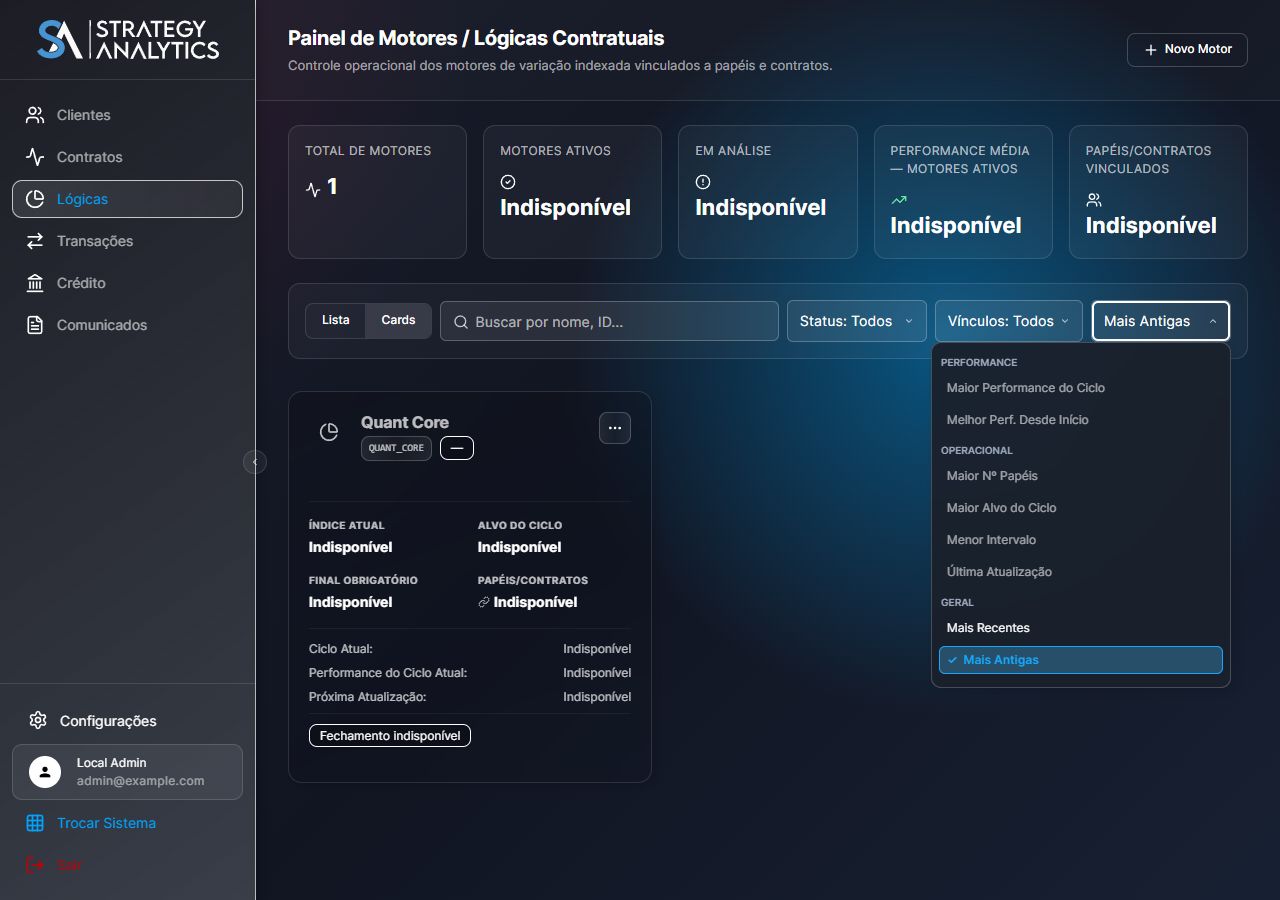 STRATEGY
ANALYTICS
Clientes
Contratos
Lógicas
Transações
Crédito
Comunicados
Configurações
Local Admin
admin@example.com
Trocar Sistema
Sair
Painel de Motores / Lógicas Contratuais
Controle operacional dos motores de variação indexada vinculados a papéis e contratos.
Novo Motor
TOTAL DE MOTORES
1
MOTORES ATIVOS
Indisponível
EM ANÁLISE
Indisponível
PERFORMANCE MÉDIA
— MOTORES ATIVOS
Indisponível
PAPÉIS/CONTRATOS
VINCULADOS
Indisponível
Lista
Cards
Buscar por nome, ID...
Status: Todos
Vínculos: Todos
Mais Antigas
PERFORMANCE
Maior Performance do Ciclo
Melhor Perf. Desde Início
OPERACIONAL
Maior Nº Papéis
Maior Alvo do Ciclo
Menor Intervalo
Última Atualização
GERAL
Mais Recentes
Mais Antigas
Quant Core
QUANT_CORE
—
ÍNDICE ATUAL
Indisponível
ALVO DO CICLO
Indisponível
FINAL OBRIGATÓRIO
Indisponível
PAPÉIS/CONTRATOS
Indisponível
Ciclo Atual: Indisponível
Performance do Ciclo Atual: Indisponível
Próxima Atualização: Indisponível
Fechamento indisponível